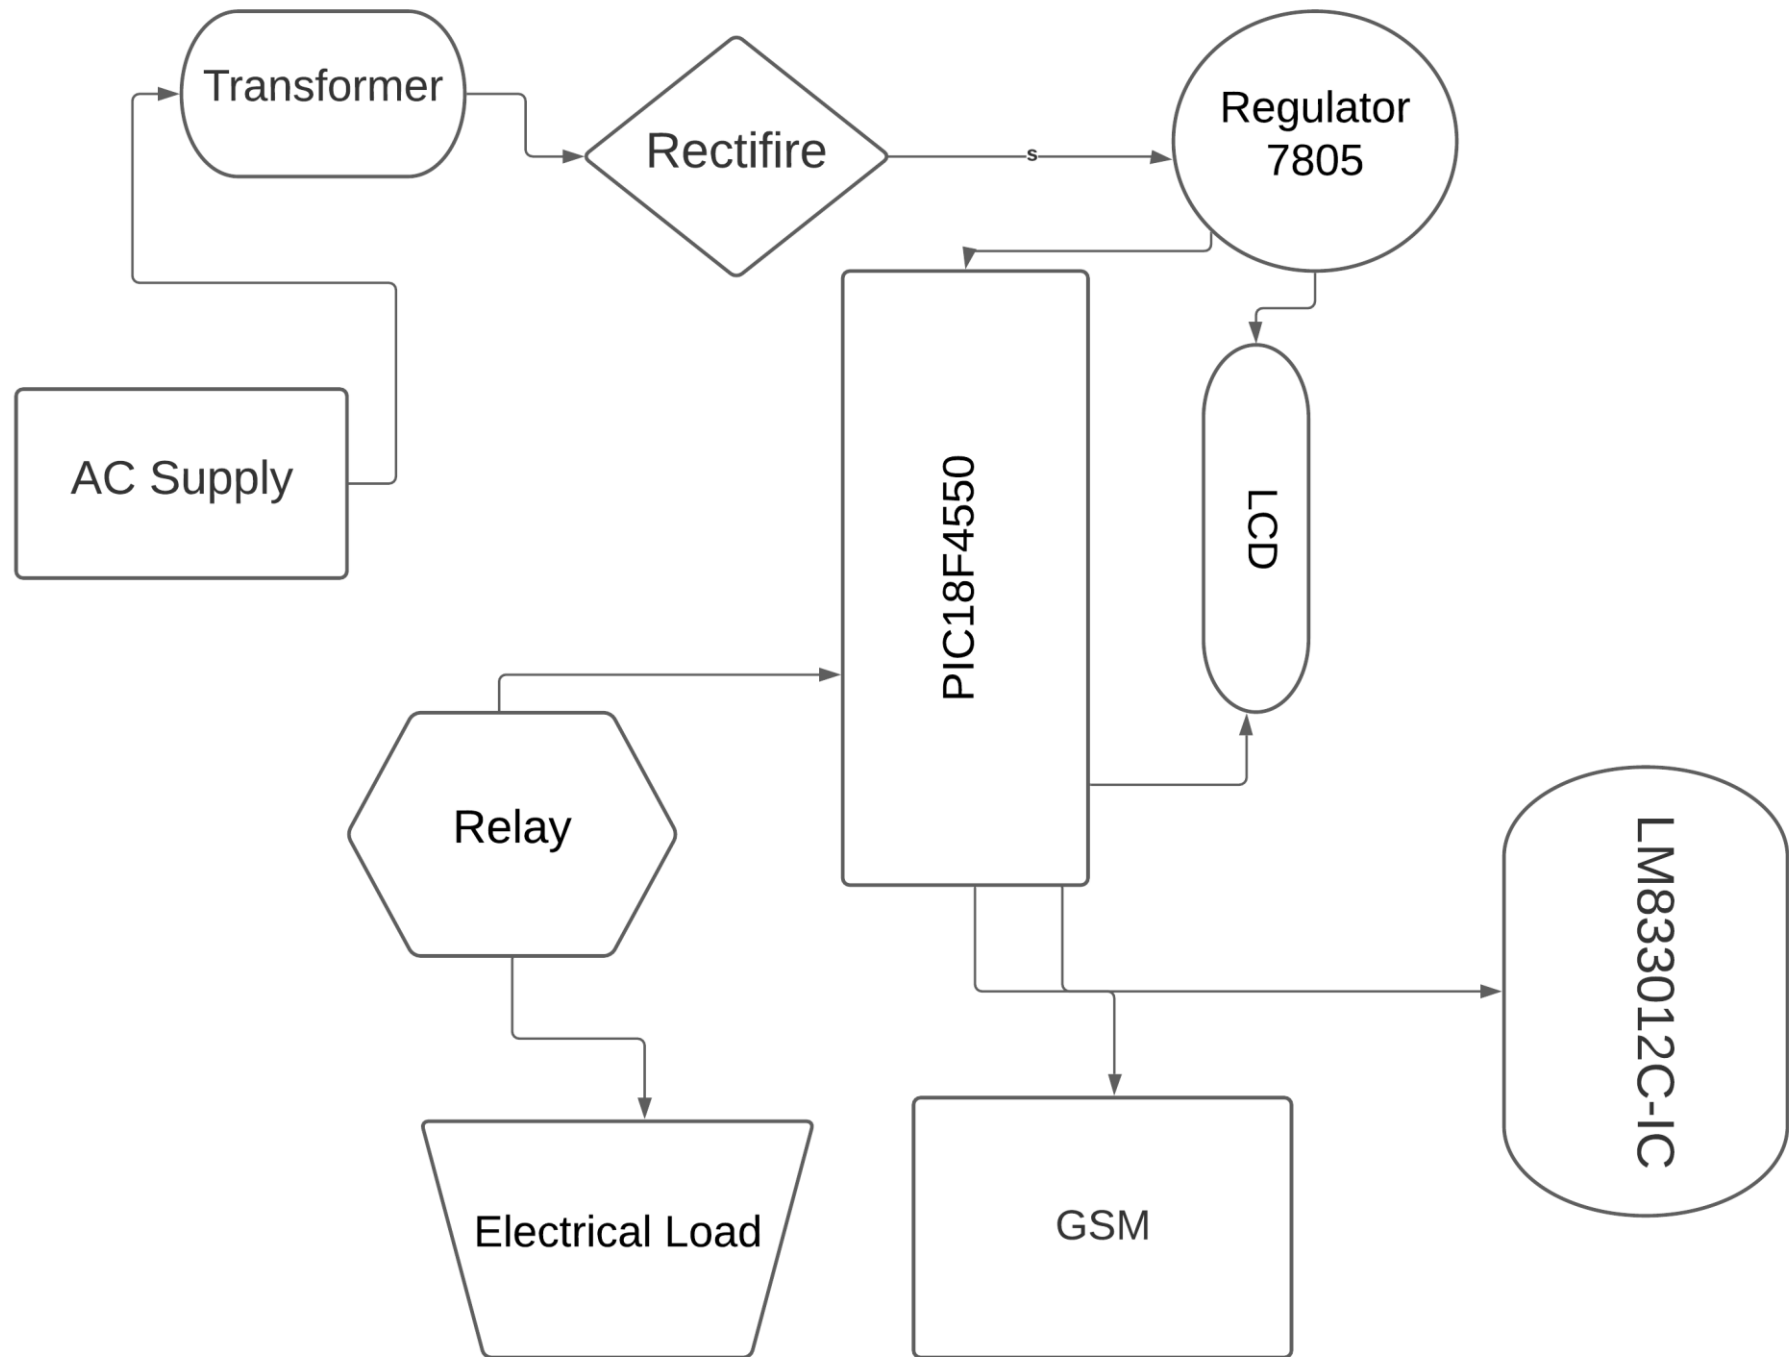 Transformer
Rectifire
s
Regulator
7805
AC Supply
PIC18F4550
LCD
Relay
LM833012C-IC
Electrical Load
GSM